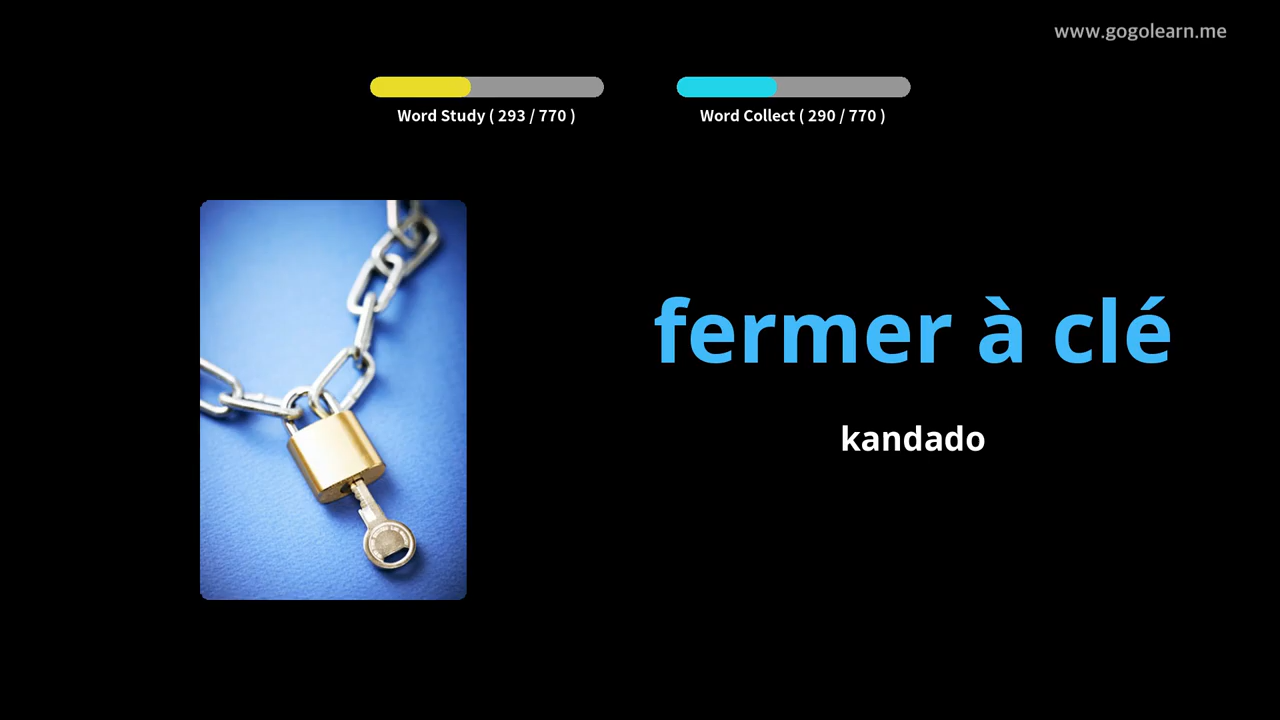 www.gogolearn.me
Word Study ( 293 / 770 )
Word Collect ( 290 / 770 )
fermer à clé
kandado